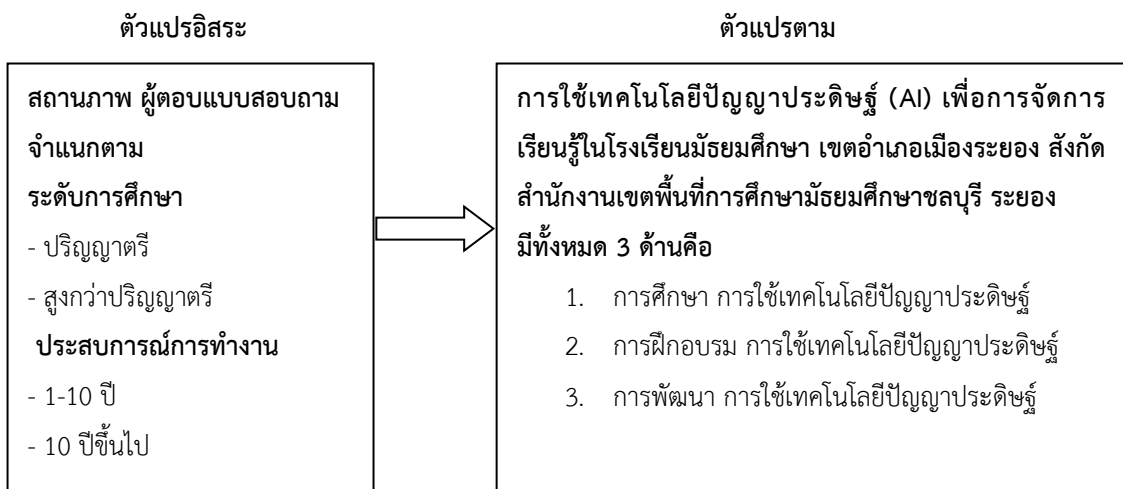 ตัวแปรอิสระ
ตัวแปรตาม
สถานภาพ ผู้ตอบแบบสอบถาม
จำแนกตาม
ระดับการศึกษา
- ปริญญาตรี
- สูงกว่าปริญญาตรี
ประสบการณ์การทำงาน
- 1-10 ปี
- 10 ปีขึ้นไป
การใช้เทคโนโลยีปัญญาประดิษฐ์ (AI) เพื่อการจัดการ
เรียนรู้ในโรงเรียนมัธยมศึกษา เขตอำเภอเมืองระยอง สังกัด
สำนักงานเขตพื้นที่การศึกษามัธยมศึกษาชลบุรี ระยอง
มีทั้งหมด 3 ด้านคือ
1. การศึกษา การใช้เทคโนโลยีปัญญาประดิษฐ์
2. การฝึกอบรม การใช้เทคโนโลยีปัญญาประดิษฐ์
3. การพัฒนา การใช้เทคโนโลยีปัญญาประดิษฐ์